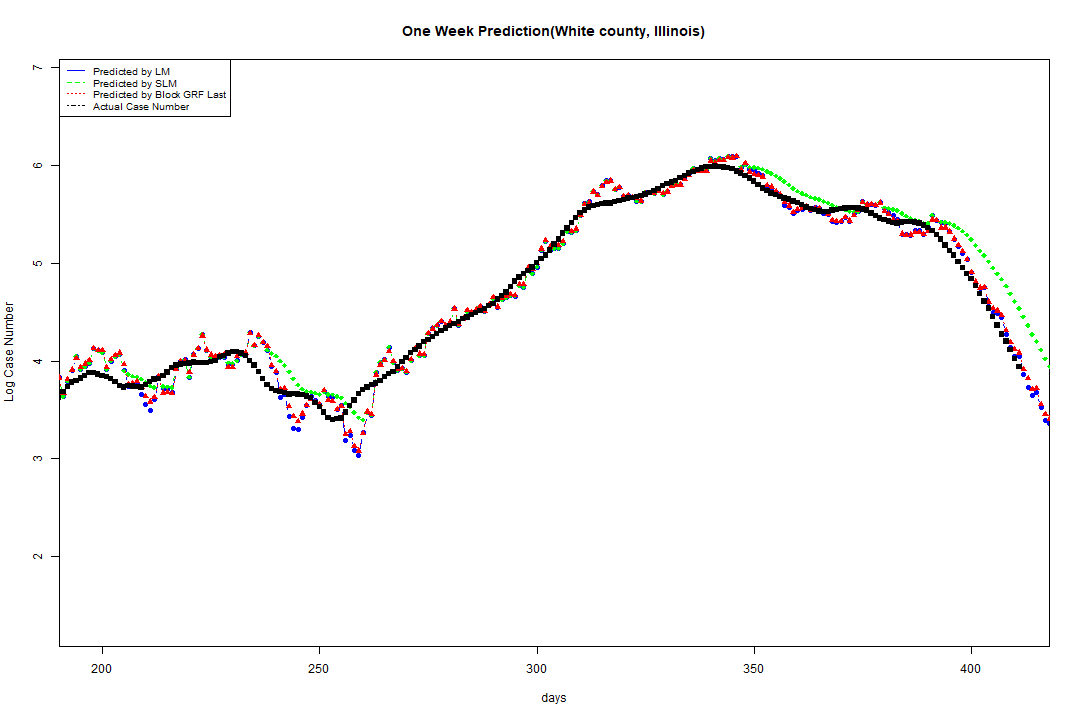 One Week Prediction(White county, Illinois)
Predicted by LM
Predicted by SLM
Predicted by Block GRF Last
Actual Case Number
7
6
5
4
3
2
Log Case Number
200 250 300 350 400
days